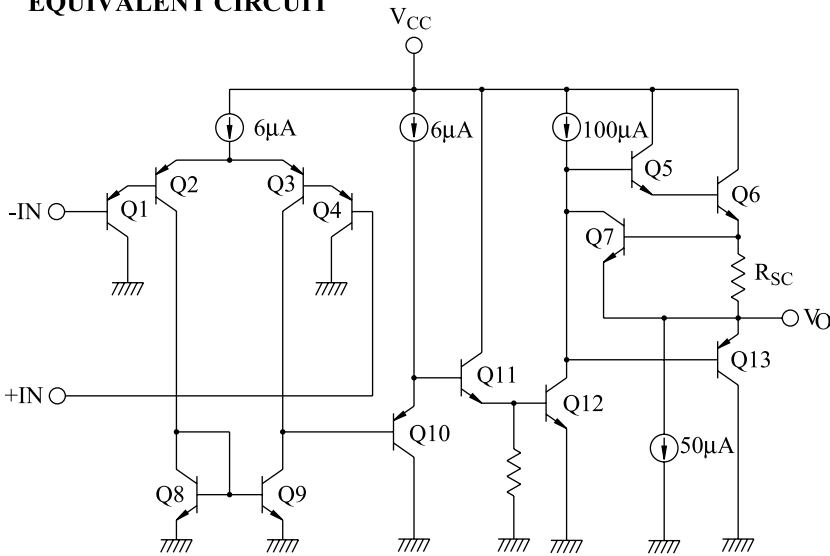 EQUIVALENT CIRCUIT
VCC
6μA
6μA
100μA
Q5
Q2
Q3
Q6
-IN
Q1
Q4
Q7
RSC
VO
Q11
Q13
+IN
Q12
Q10
50μA
Q8
Q9